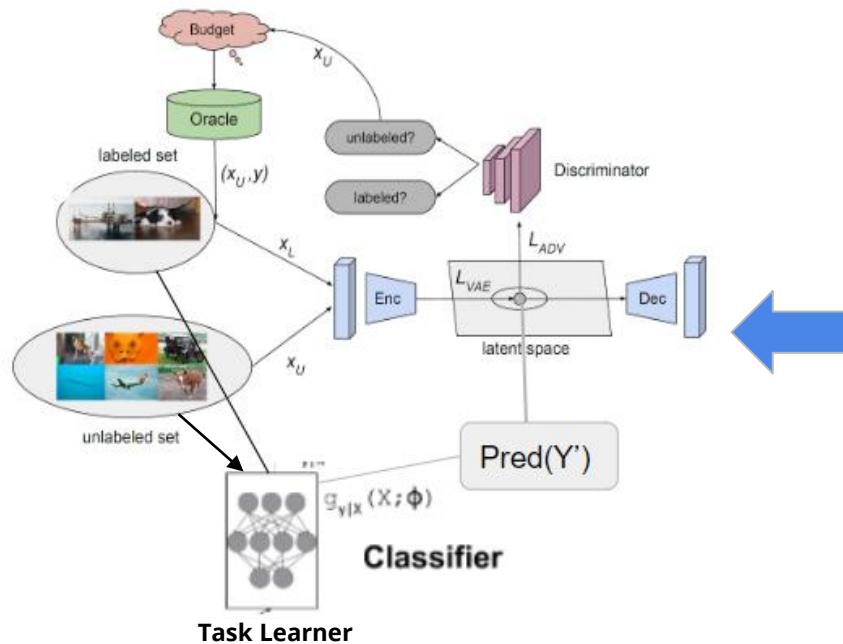 Budget
X_U
Oracle
labeled set
(x_U,y)
unlabeled?
labeled?
Discriminator
X_L
L_ADV
L_VAE
Enc
Dec
latent space
X_U
unlabeled set
Pred(Y’)
g_y|x (X;ϕ)
Classifier
Task Learner